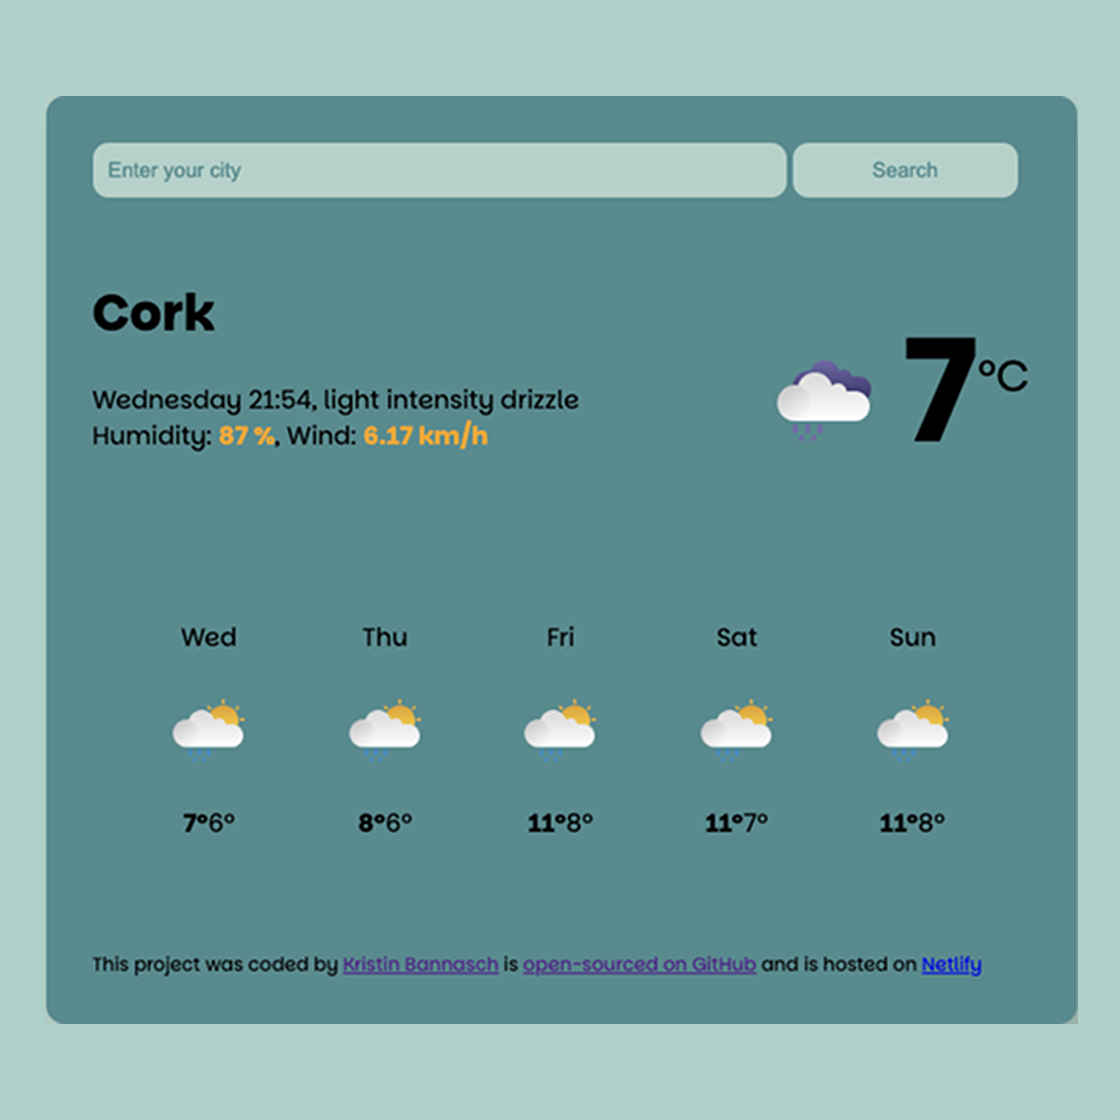 Enter your city Search
Cork
7°C
Wednesday 21:54, light intensity drizzle
Humidity: 87 %, Wind: 6.17 km/h
Wed Thu Fri Sat Sun
7°6° 8°6° 11°8° 11°7° 11°8°
This project was coded by Kristin Bannasch is open-sourced on GitHub and is hosted on Netlify